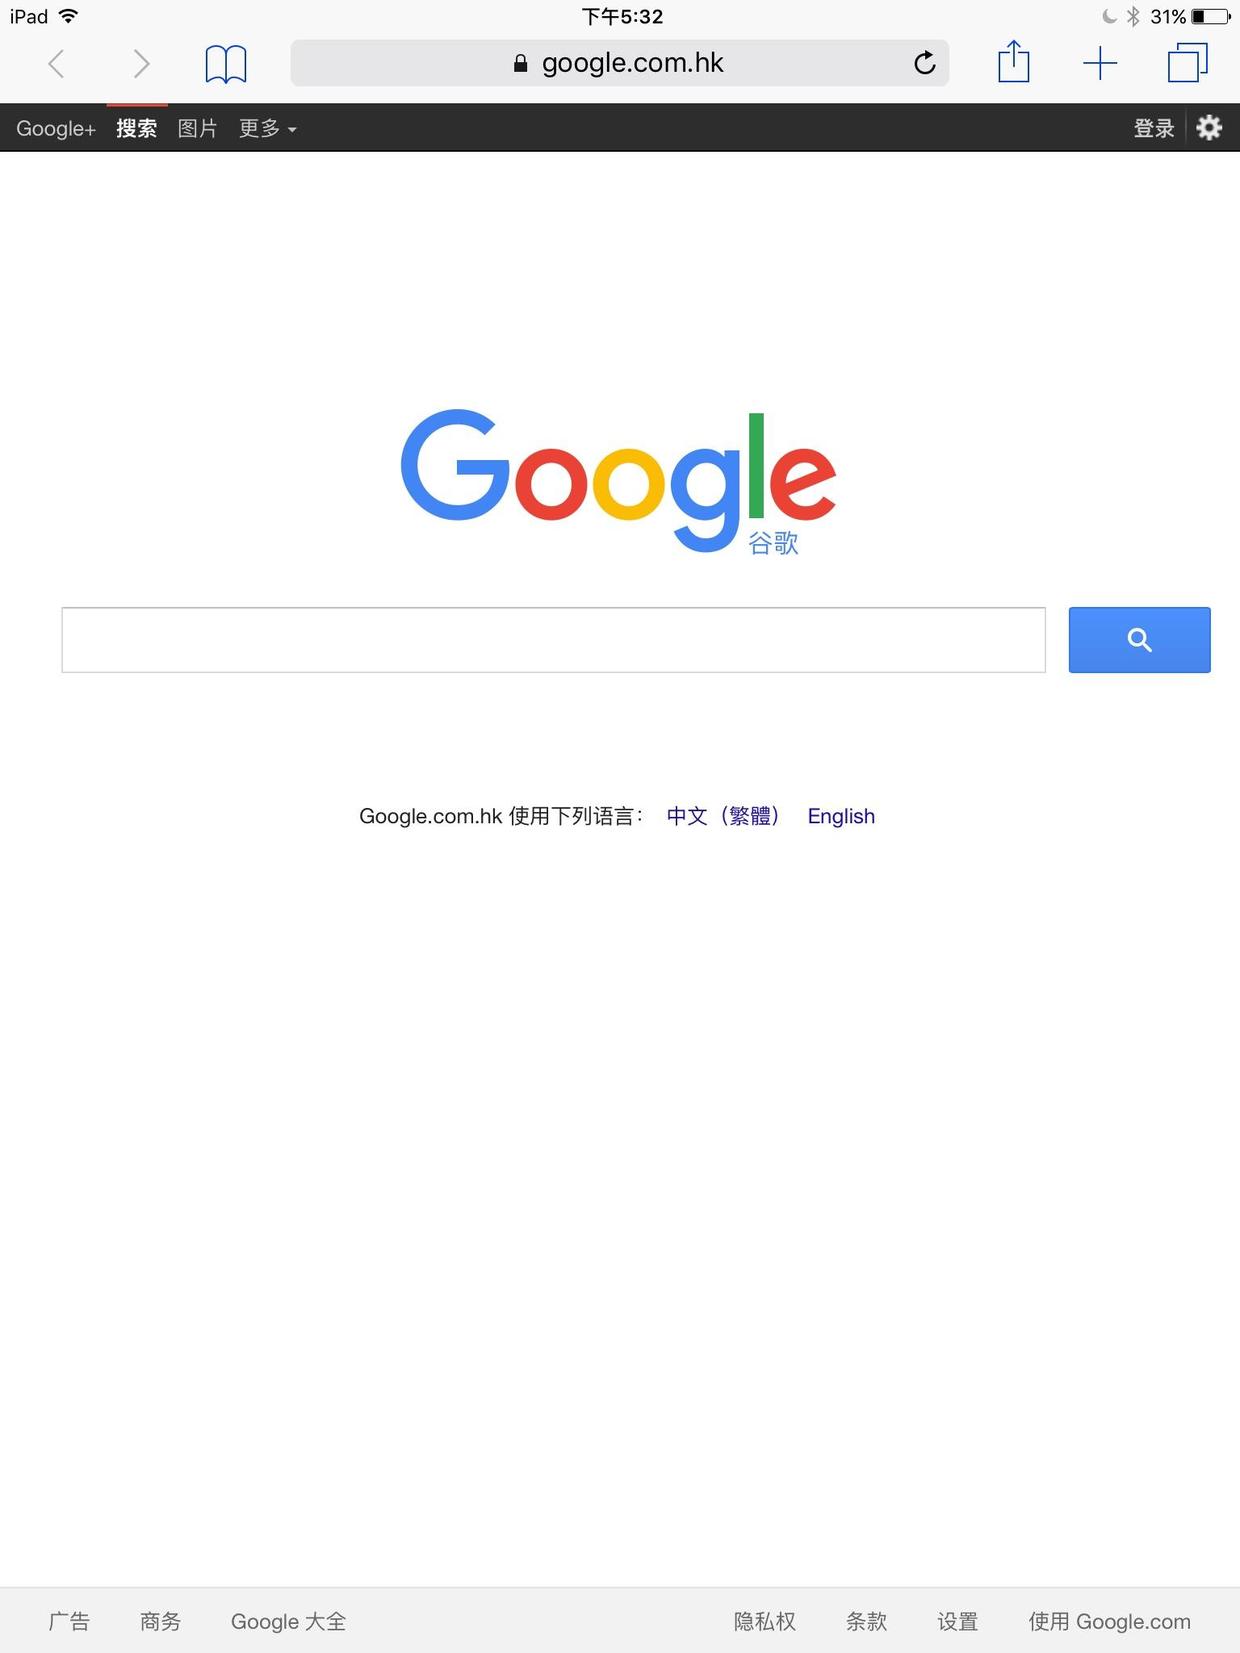 iPad 下午5:32 31%
google.com.hk
Google+ 搜索 图片 更多 登录
Google
谷歌
Google.com.hk 使用下列语言： 中文（繁體） English
广告 商务 Google 大全 隐私权 条款 设置 使用 Google.com